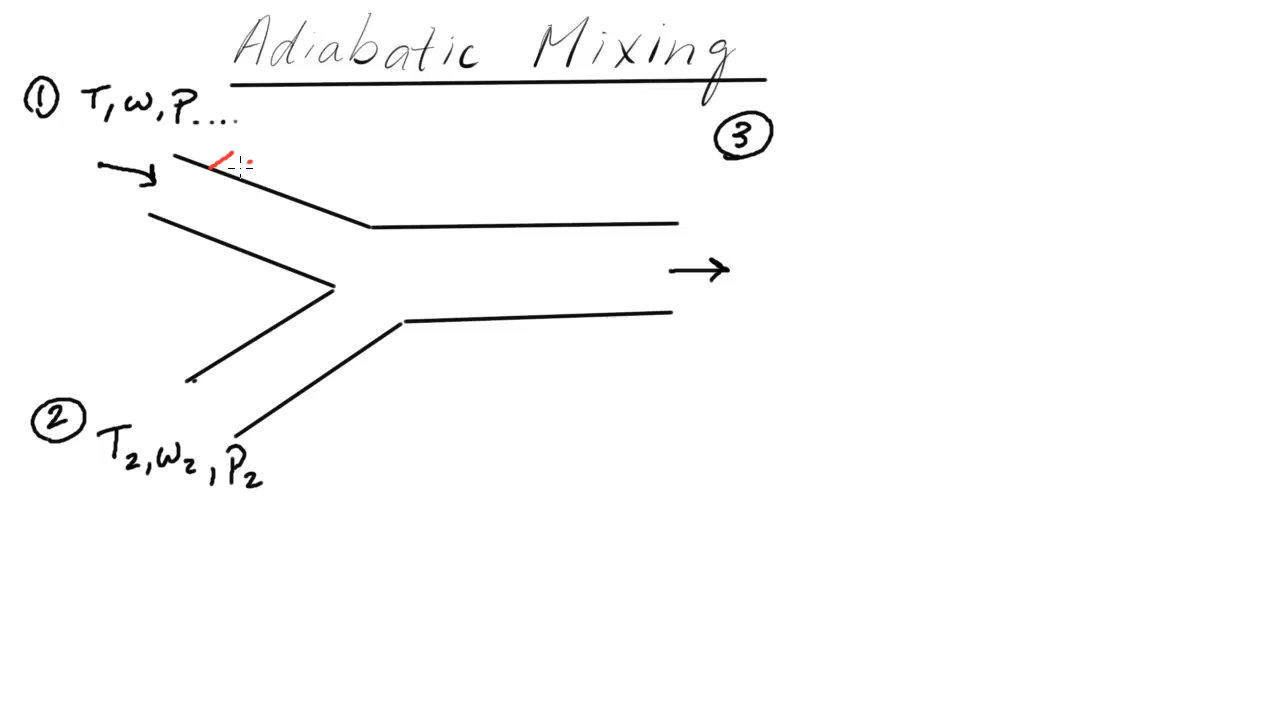 Adiabatic Mixing
① T, ω, P....
③
② T₂, ω₂, P₂